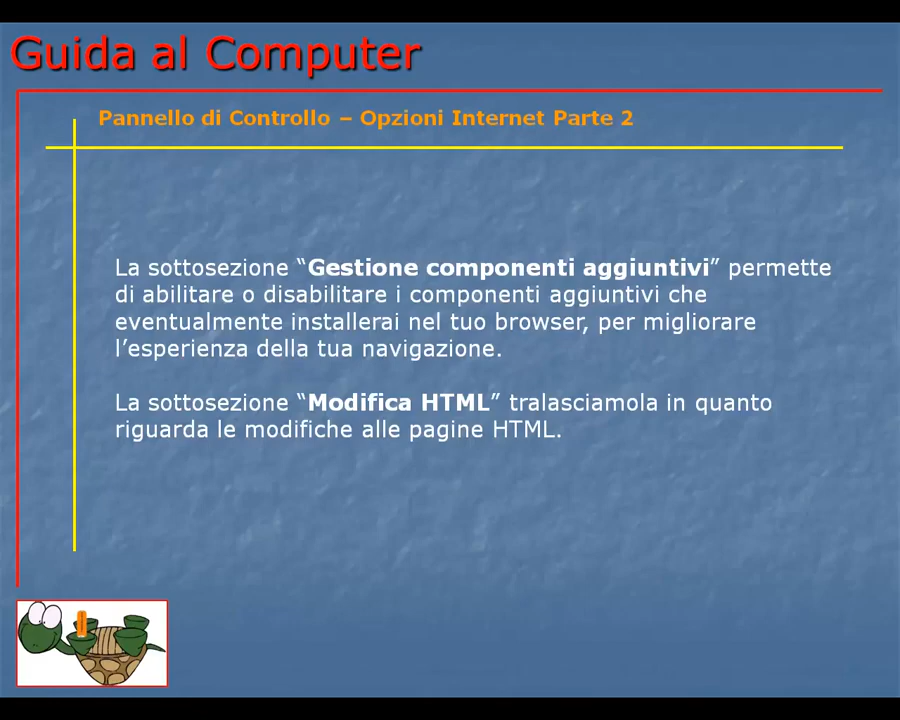 Guida al Computer
Pannello di Controllo – Opzioni Internet Parte 2
La sottosezione “Gestione componenti aggiuntivi” permette
di abilitare o disabilitare i componenti aggiuntivi che
eventualmente installerai nel tuo browser, per migliorare
l’esperienza della tua navigazione.
La sottosezione “Modifica HTML” tralasciamola in quanto
riguarda le modifiche alle pagine HTML.